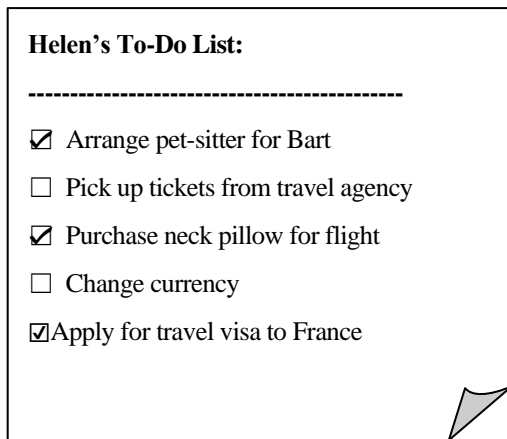 Helen's To-Do List:
---------------------------------------------
☑ Arrange pet-sitter for Bart
☐ Pick up tickets from travel agency
☑ Purchase neck pillow for flight
☐ Change currency
☑Apply for travel visa to France